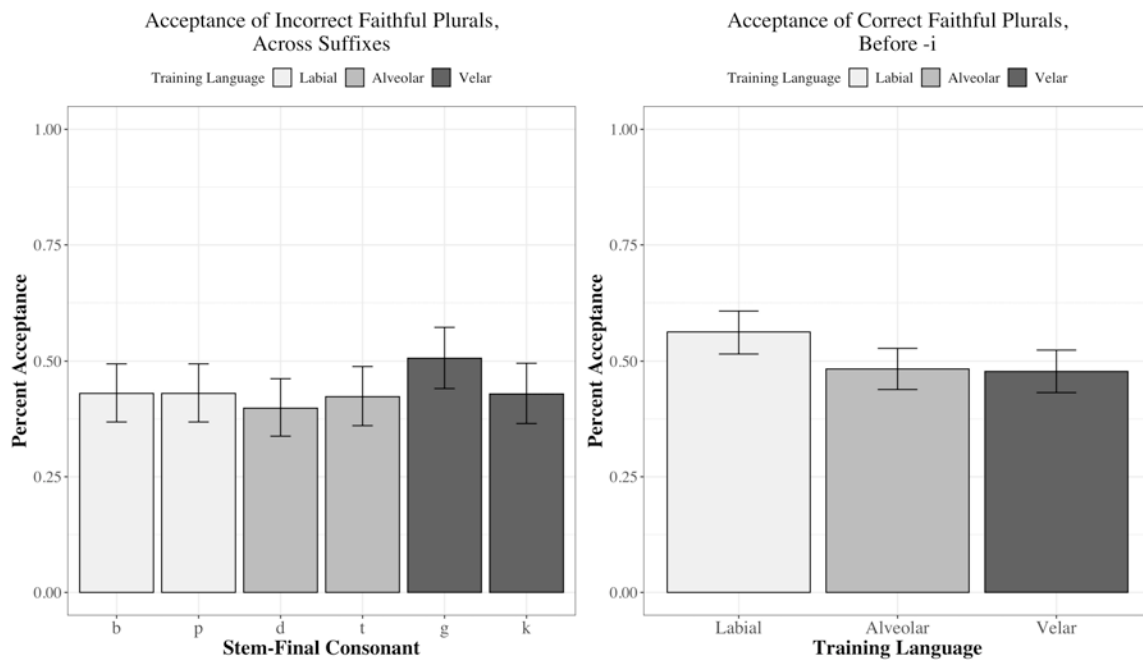 Acceptance of Incorrect Faithful Plurals,
Across Suffixes
Training Language Labial Alveolar Velar
Percent Acceptance
1.00
0.75
0.50
0.25
0.00
b p d t g k
Stem-Final Consonant
Acceptance of Correct Faithful Plurals,
Before -i
Training Language Labial Alveolar Velar
Percent Acceptance
1.00
0.75
0.50
0.25
0.00
Labial Alveolar Velar
Training Language